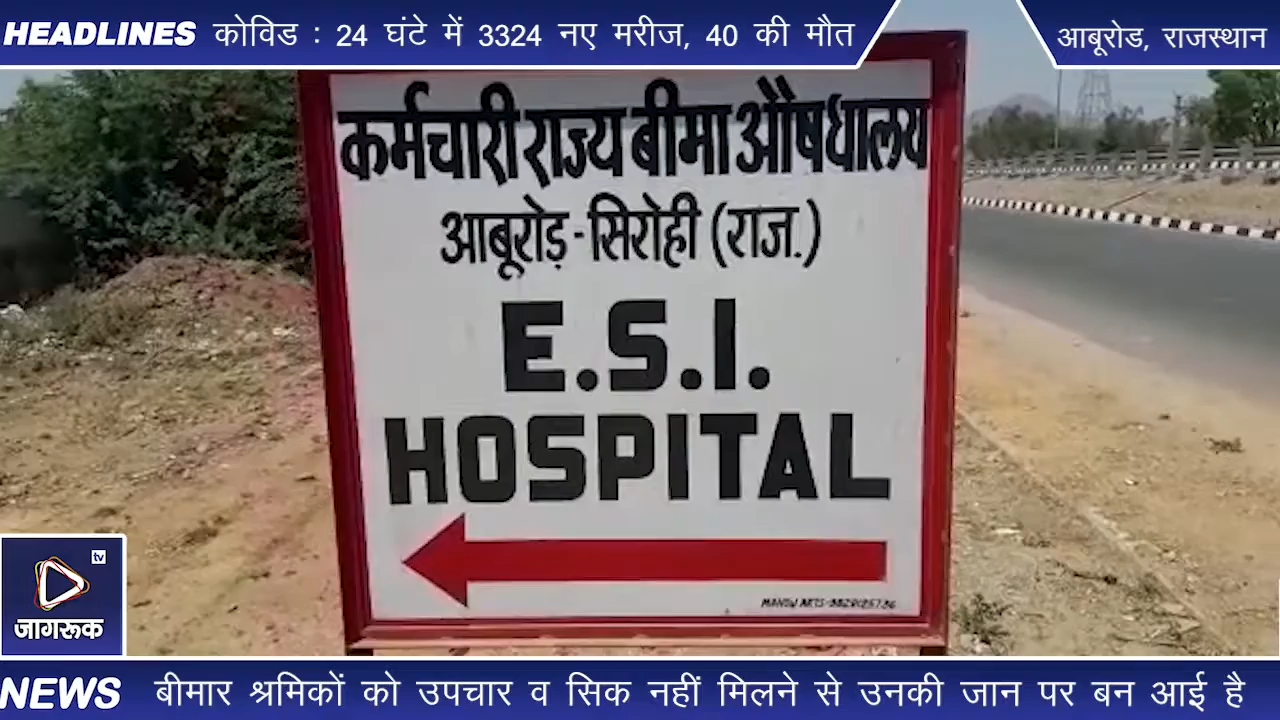 HEADLINES कोविड : 24 घंटे में 3324 नए मरीज, 40 की मौत
आबूरोड, राजस्थान
कर्मचारी राज्य बीमा औषधालय
आबूरोड़-सिरोही (राज.)
E.S.I.
HOSPITAL
tv
जागरूक
NEWS बीमार श्रमिकों को उपचार व सिक नहीं मिलने से उनकी जान पर बन आई है